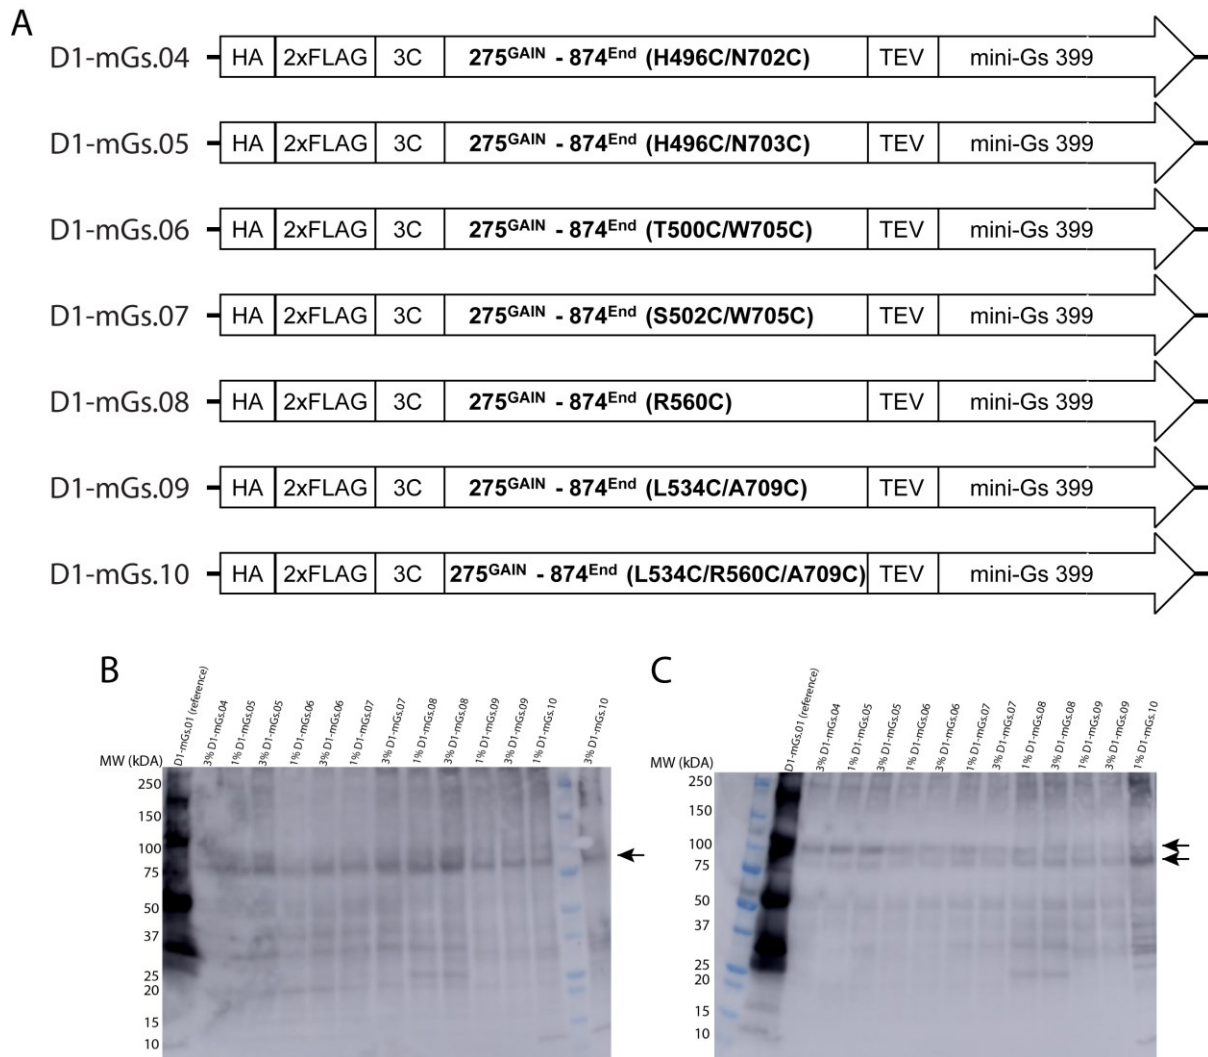 A
D1-mGs.04 HA 2xFLAG 3C 275GAIN - 874End (H496C/N702C) TEV mini-Gs 399
D1-mGs.05 HA 2xFLAG 3C 275GAIN - 874End (H496C/N703C) TEV mini-Gs 399
D1-mGs.06 HA 2xFLAG 3C 275GAIN - 874End (T500C/W705C) TEV mini-Gs 399
D1-mGs.07 HA 2xFLAG 3C 275GAIN - 874End (S502C/W705C) TEV mini-Gs 399
D1-mGs.08 HA 2xFLAG 3C 275GAIN - 874End (R560C) TEV mini-Gs 399
D1-mGs.09 HA 2xFLAG 3C 275GAIN - 874End (L534C/A709C) TEV mini-Gs 399
D1-mGs.10 HA 2xFLAG 3C 275GAIN - 874End (L534C/R560C/A709C) TEV mini-Gs 399
B
D1-mGs.01 (reference)
3% D1-mGs.04
1% D1-mGs.05
3% D1-mGs.05
1% D1-mGs.06
3% D1-mGs.06
1% D1-mGs.07
3% D1-mGs.07
1% D1-mGs.08
3% D1-mGs.08
1% D1-mGs.09
3% D1-mGs.09
1% D1-mGs.10
3% D1-mGs.10
MW (kDA)
250
150
100
75
50
37
25
20
15
10
C
D1-mGs.01 (reference)
3% D1-mGs.04
1% D1-mGs.05
3% D1-mGs.05
1% D1-mGs.06
3% D1-mGs.06
1% D1-mGs.07
3% D1-mGs.07
1% D1-mGs.08
3% D1-mGs.08
1% D1-mGs.09
3% D1-mGs.09
1% D1-mGs.10
MW (kDA)
250
150
100
75
50
37
25
20
15
10